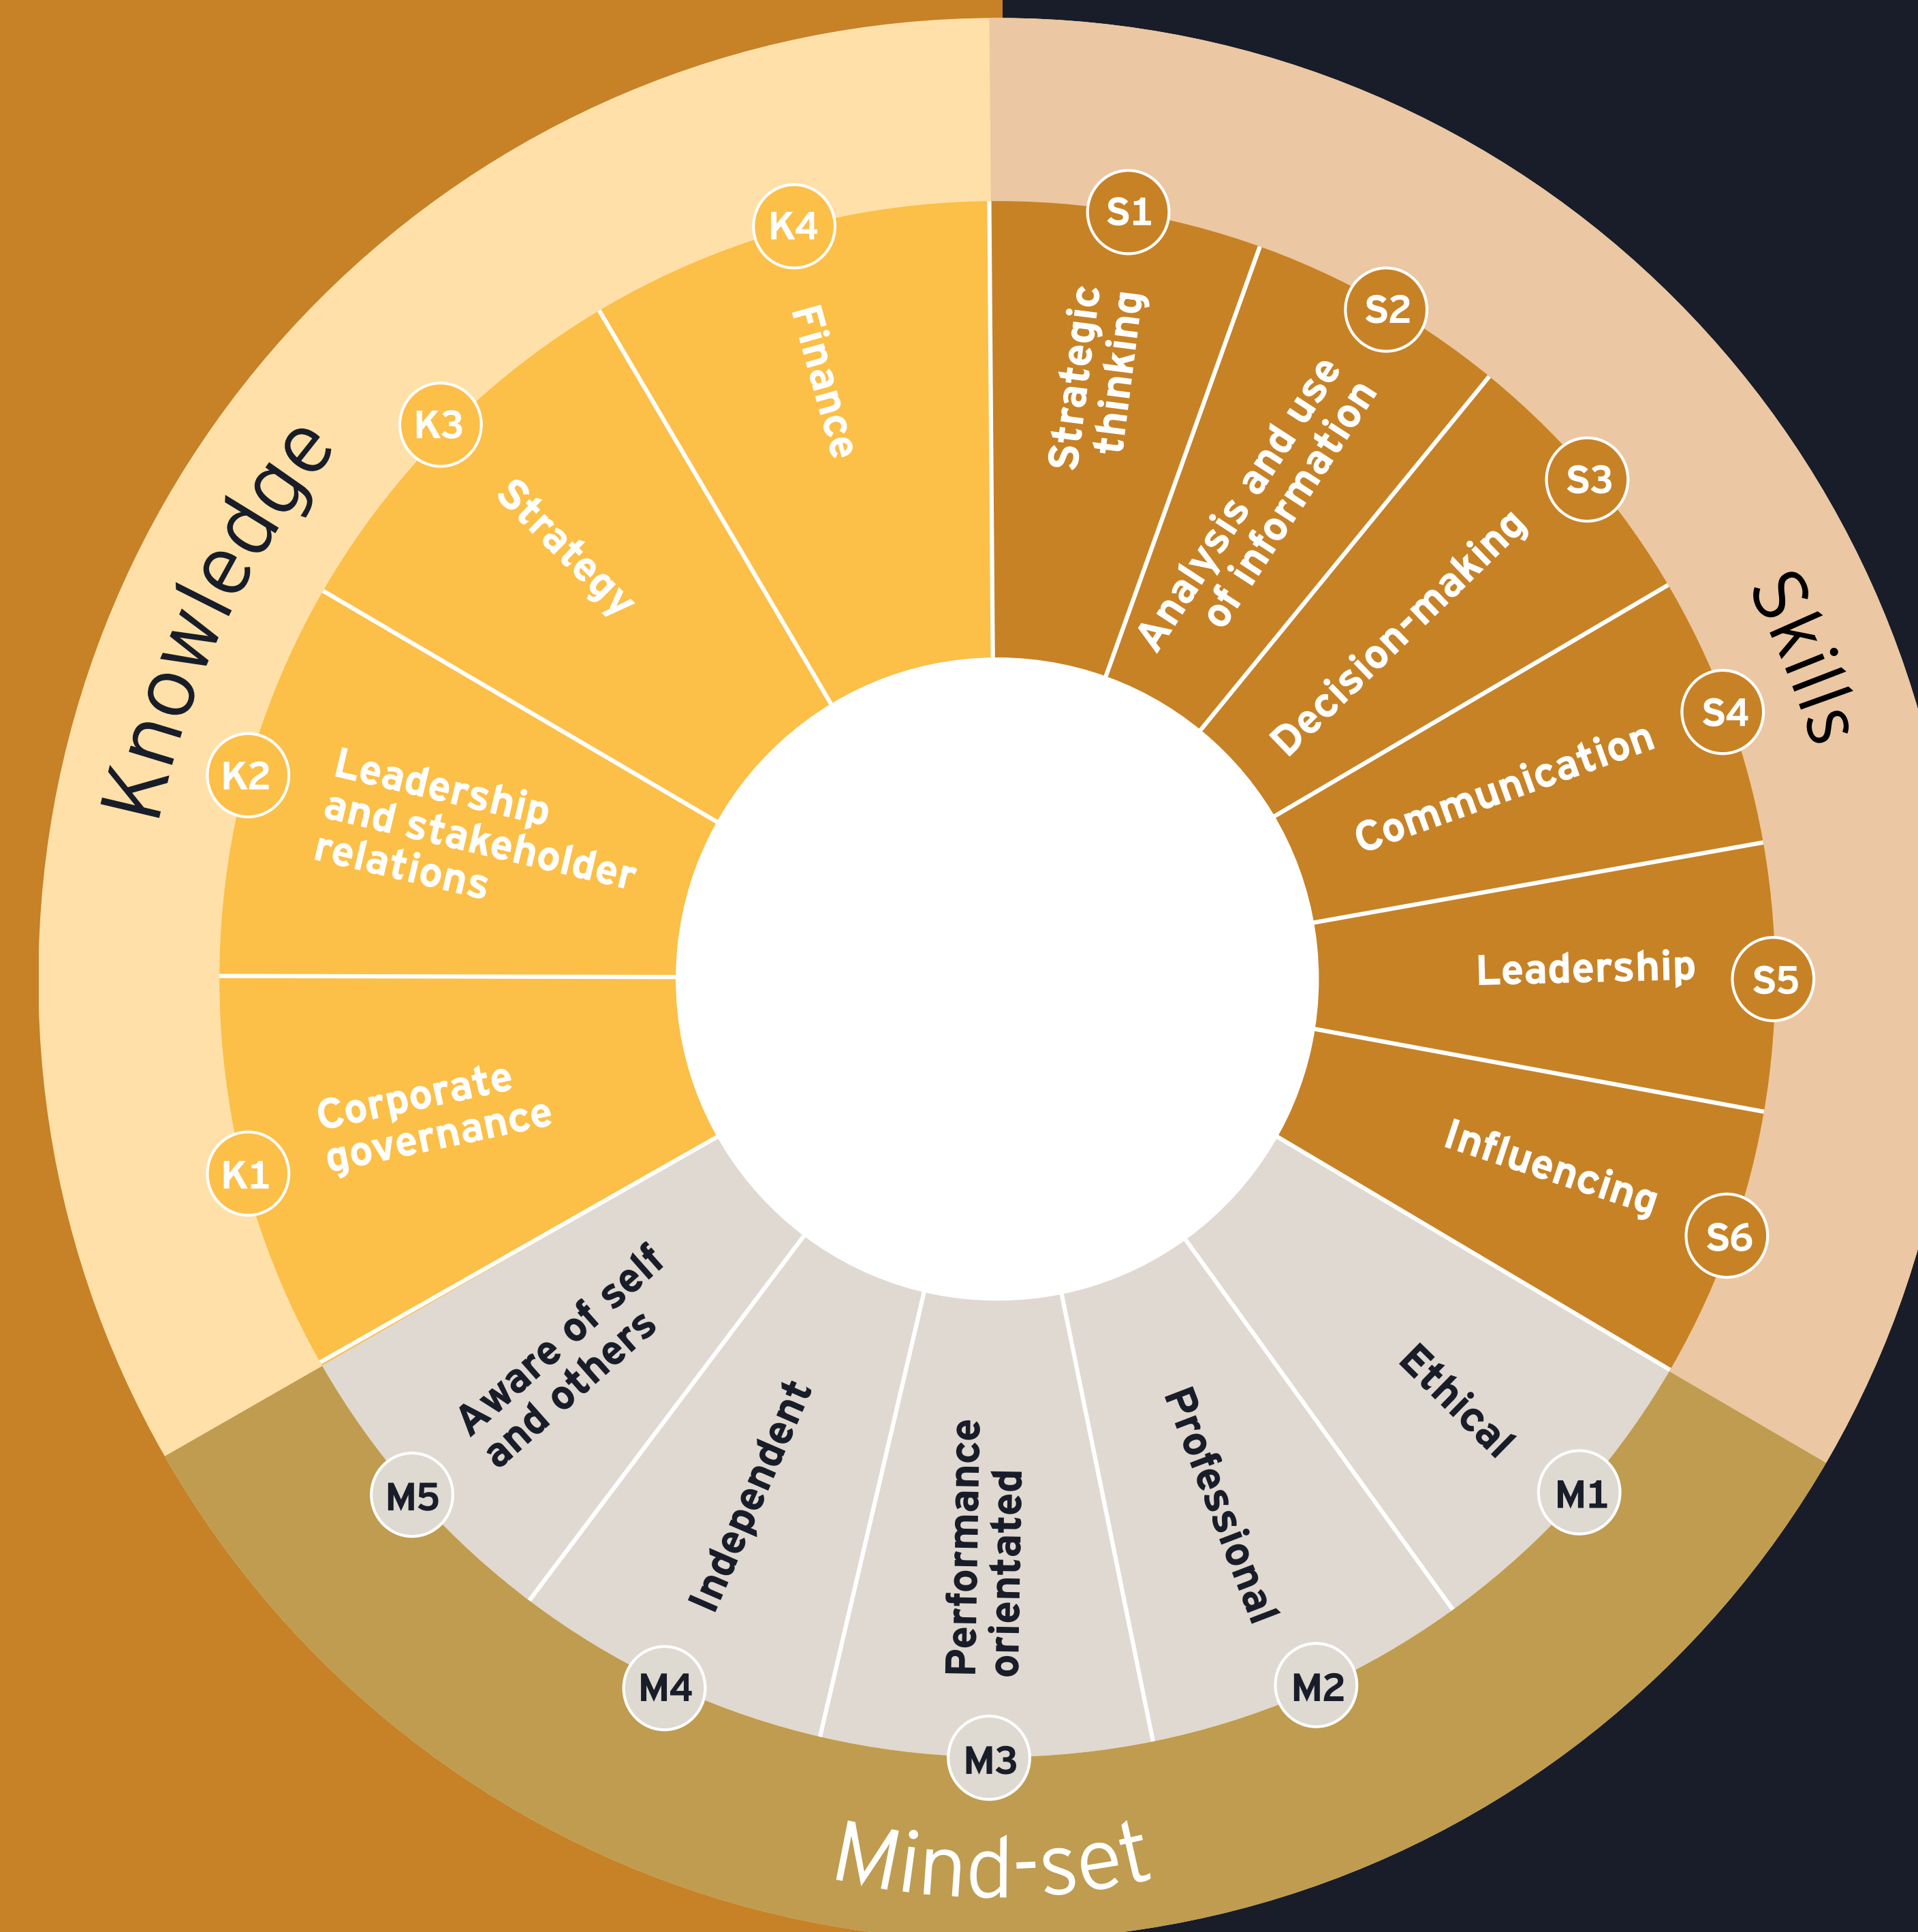 Knowledge
K1
Corporate
governance
K2
Leadership
and stakeholder
relations
K3
Strategy
K4
Finance
Skills
S1
Strategic
thinking
S2
Analysis and use
of information
S3
Decision-making
S4
Communication
S5
Leadership
S6
Influencing
Mind-set
M1
Ethical
M2
Professional
M3
Performance
orientated
M4
Independent
M5
Aware of self
and others